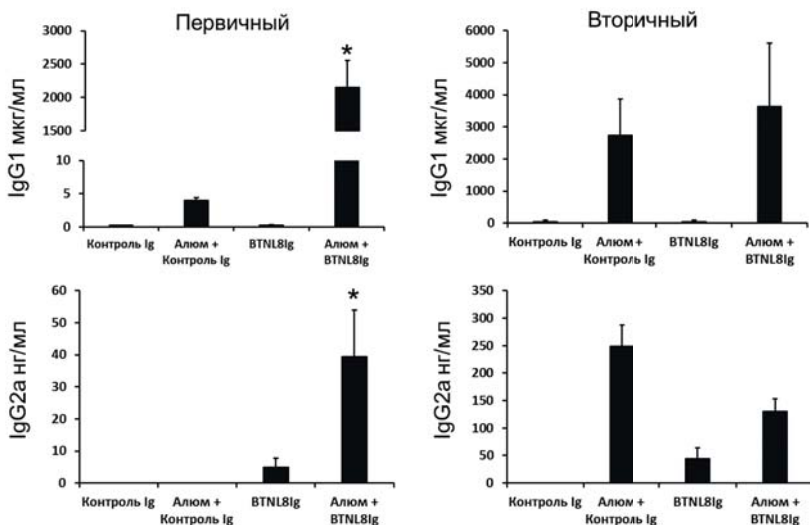 Первичный
IgG1 мкг/мл
3000
2500
2000
1500
10
5
0
*
Контроль Ig
Алюм +
Контроль Ig
BTNL8Ig
Алюм +
BTNL8Ig
Вторичный
IgG1 мкг/мл
6000
5000
4000
3000
2000
1000
0
Контроль Ig
Алюм +
Контроль Ig
BTNL8Ig
Алюм +
BTNL8Ig
IgG2a нг/мл
60
50
40
30
20
10
0
*
Контроль Ig
Алюм +
Контроль Ig
BTNL8Ig
Алюм +
BTNL8Ig
IgG2a нг/мл
350
300
250
200
150
100
50
0
Контроль Ig
Алюм +
Контроль Ig
BTNL8Ig
Алюм +
BTNL8Ig